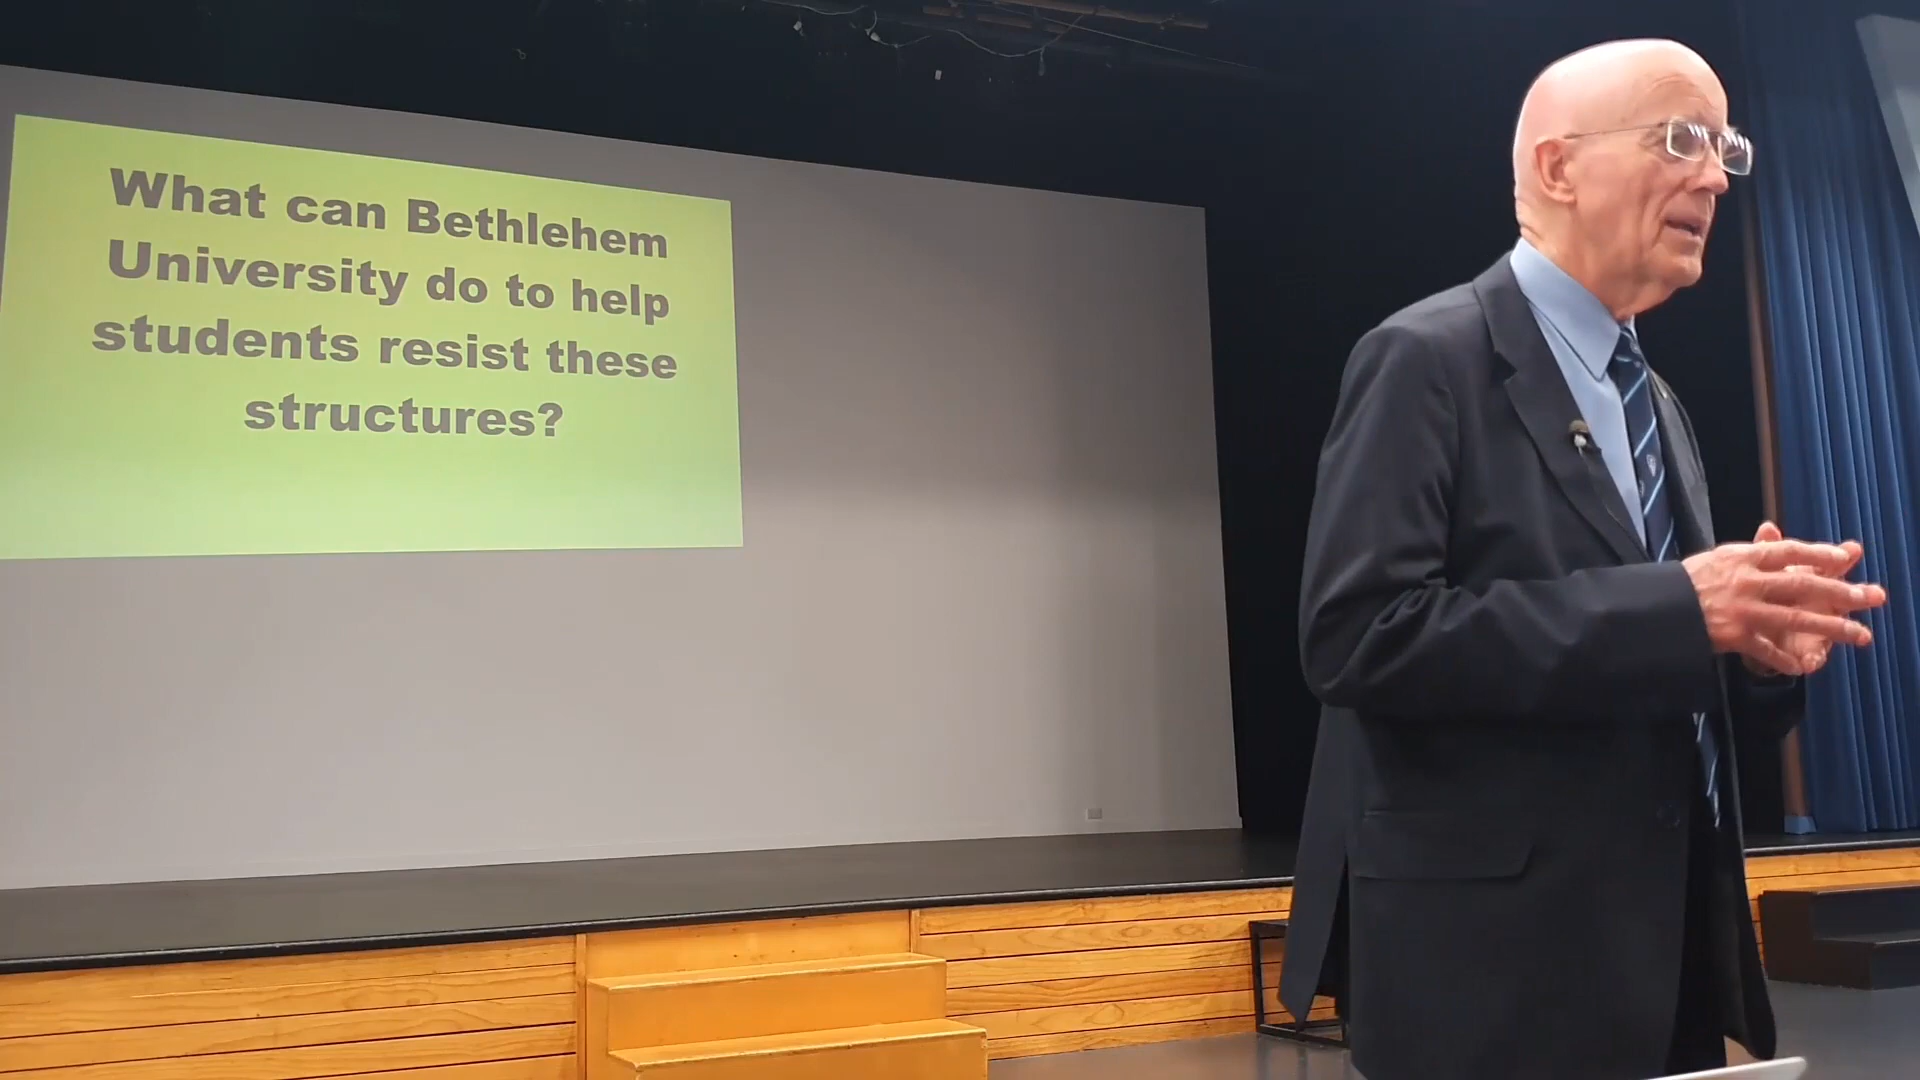 What can Bethlehem
University do to help
students resist these
structures?